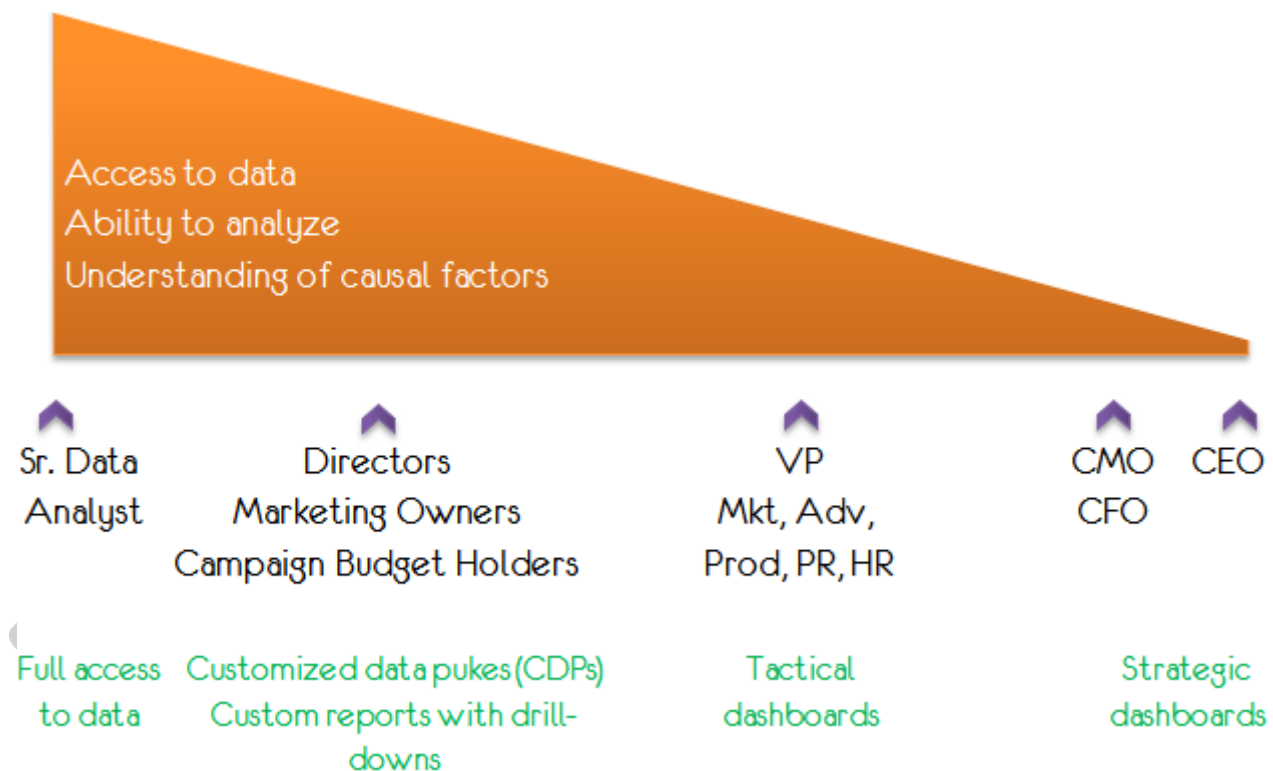 Access to data
Ability to analyze
Understanding of causal factors
Sr. Data
Analyst
Directors
Marketing Owners
Campaign Budget Holders
VP
Mkt, Adv,
Prod, PR, HR
CMO
CFO
CEO
Full access
to data
Customized data pukes (CDPs)
Custom reports with drill-
downs
Tactical
dashboards
Strategic
dashboards